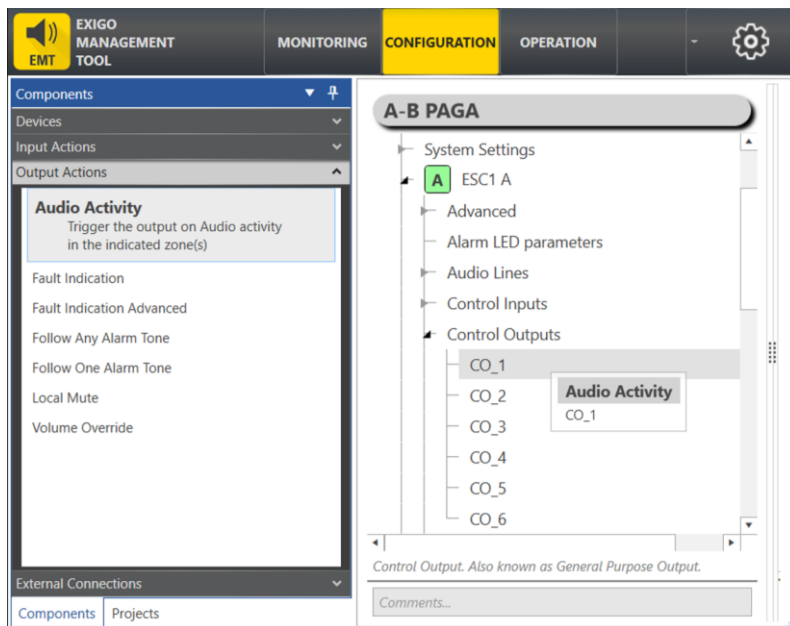 EXIGO
MANAGEMENT
TOOL
EMT
MONITORING
CONFIGURATION
OPERATION
Components
Devices
Input Actions
Output Actions
Audio Activity
Trigger the output on Audio activity
in the indicated zone(s)
Fault Indication
Fault Indication Advanced
Follow Any Alarm Tone
Follow One Alarm Tone
Local Mute
Volume Override
External Connections
Components
Projects
A-B PAGA
System Settings
A ESC1 A
Advanced
Alarm LED parameters
Audio Lines
Control Inputs
Control Outputs
CO_1
CO_2
CO_3
CO_4
CO_5
CO_6
Audio Activity
CO_1
Control Output. Also known as General Purpose Output.
Comments...